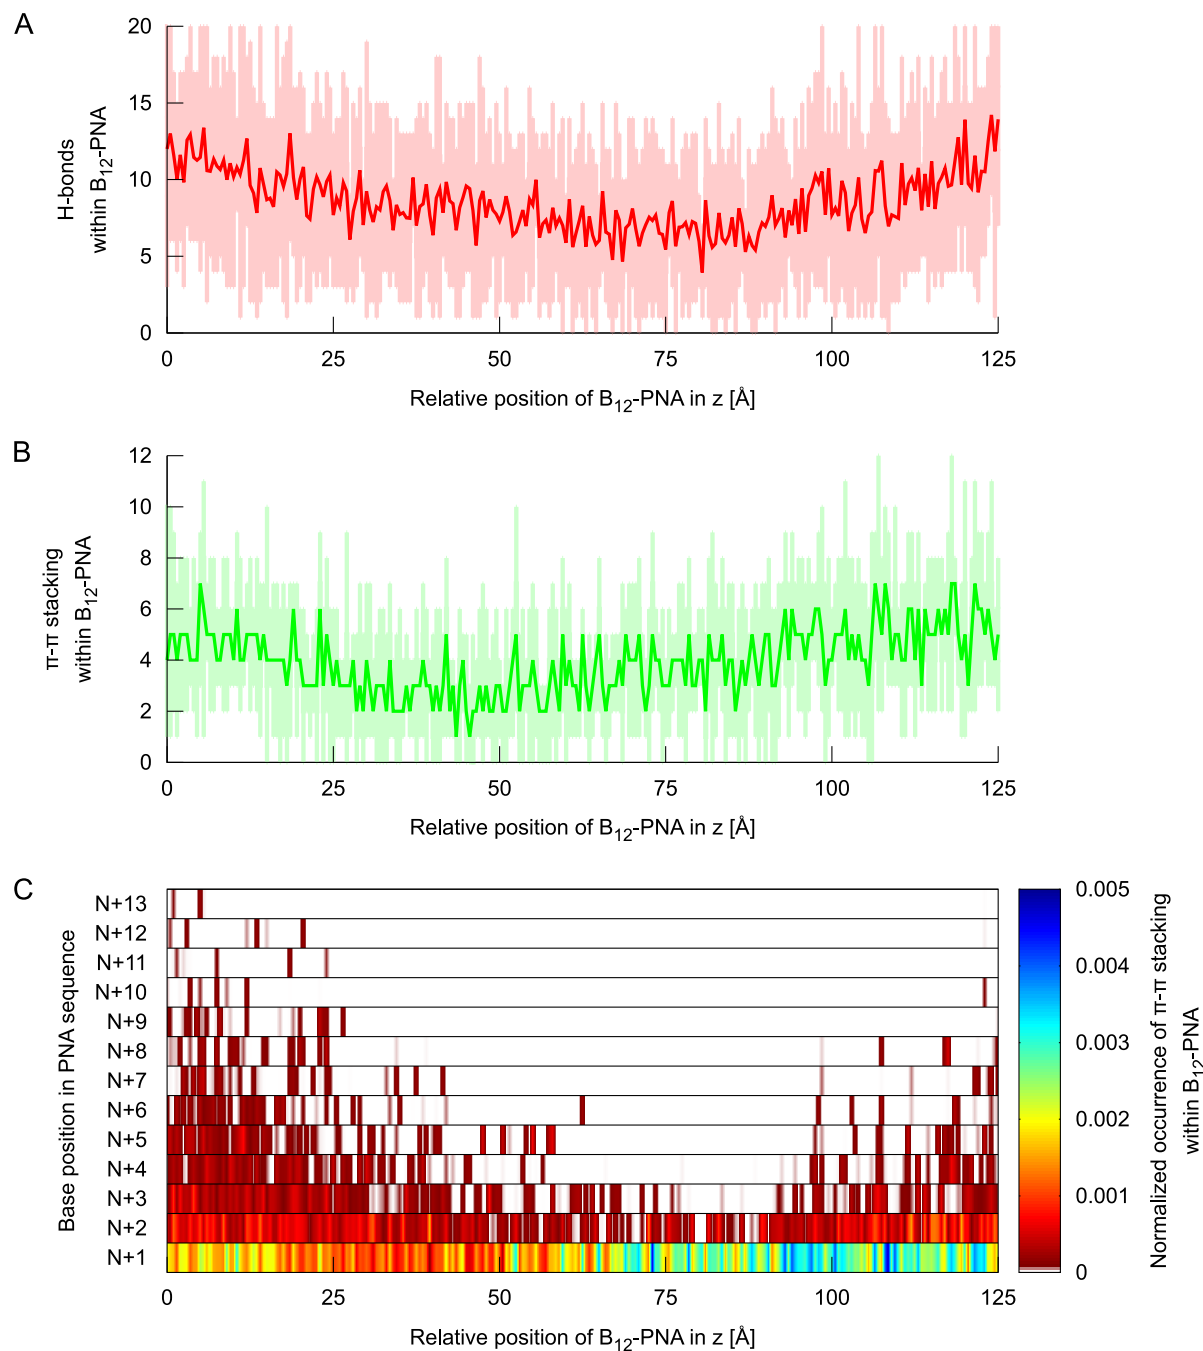 A
20
15
10
5
0
H-bonds
within B₁₂-PNA
0 25 50 75 100 125
Relative position of B₁₂-PNA in z [Å]
B
12
10
8
6
4
2
0
π-π stacking
within B₁₂-PNA
0 25 50 75 100 125
Relative position of B₁₂-PNA in z [Å]
C
N+13
N+12
N+11
N+10
N+9
N+8
N+7
N+6
N+5
N+4
N+3
N+2
N+1
Base position in PNA sequence
0 25 50 75 100 125
Relative position of B₁₂-PNA in z [Å]
0.005
0.004
0.003
0.002
0.001
0
Normalized occurrence of π-π stacking
within B₁₂-PNA